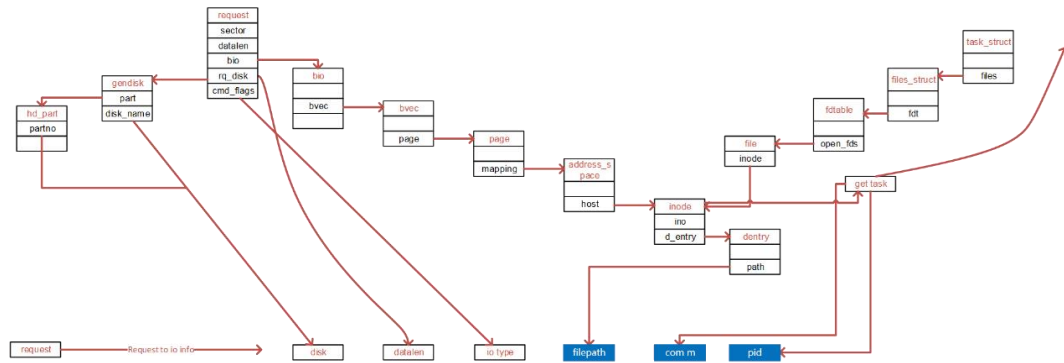 request
sector
datalen
bio
rq_disk
cmd_flags
gendisk
part
disk_name
hd_part
partno
bio
bvec
bvec
page
page
mapping
address_s
pace
host
inode
ino
d_entry
dentry
path
file
inode
fdtable
open_fds
files_struct
fdt
task_struct
files
get task
request
Request to io info
disk
datalen
io type
filepath
com m
pid